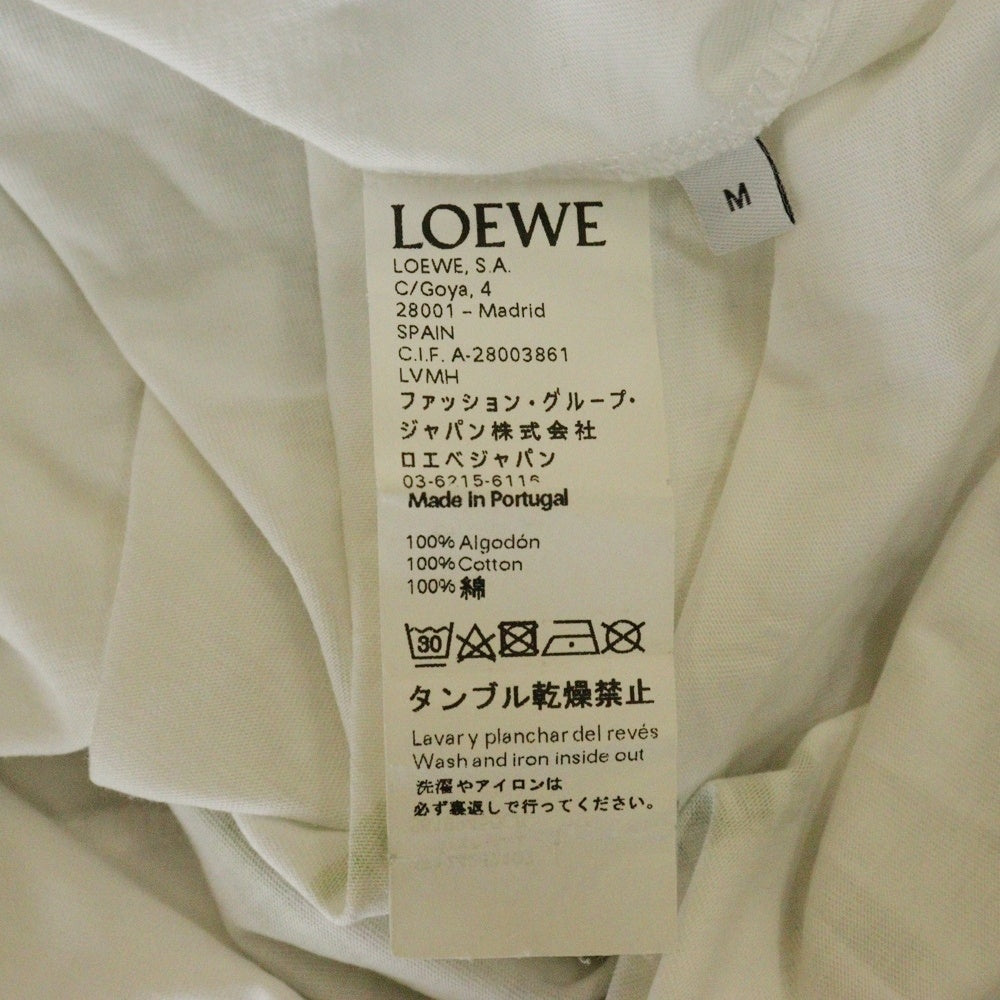 M
LOEWE
LOEWE, S.A.
C/Goya, 4
28001 – Madrid
SPAIN
C.I.F. A-28003861
LVMH
ファッション・グループ・
ジャパン株式会社
ロエベジャパン
03-6215-6116
Made in Portugal
100% Algodón
100% Cotton
100% 綿
30
タンブル乾燥禁止
Lavar y planchar del revés
Wash and iron inside out
洗濯やアイロンは
必ず裏返しで行ってください。